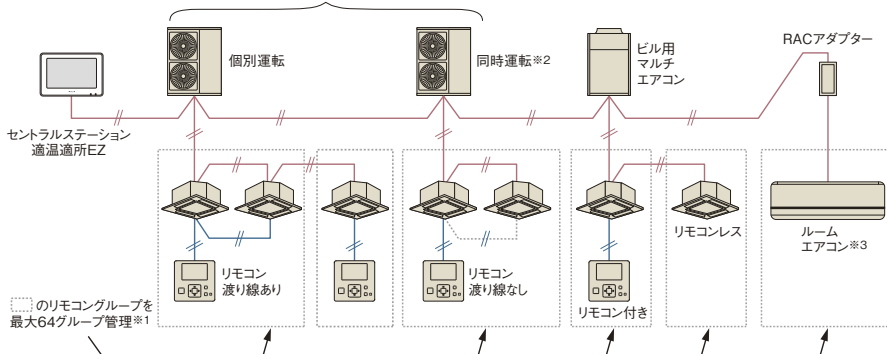 個別運転
同時運転※2
ビル用
マルチ
エアコン
RACアダプター
セントラルステーション
適温適所EZ
リモコン
渡り線あり
リモコン
渡り線なし
リモコン付き
リモコンレス
ルーム
エアコン※3
のリモコングループを
最大64グループ管理※1